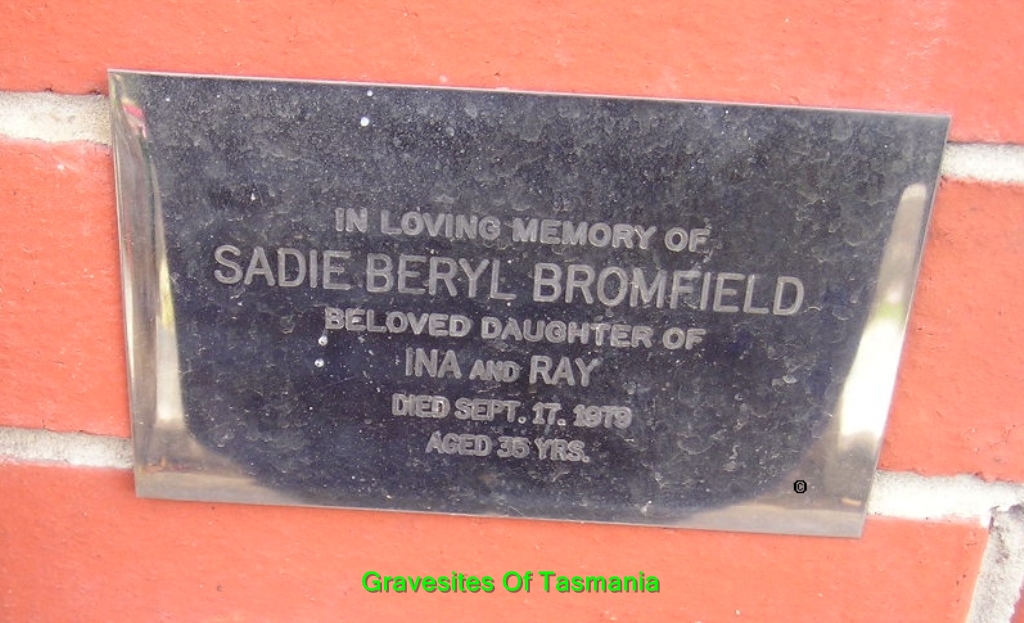 IN LOVING MEMORY OF
SADIE BERYL BROMFIELD
BELOVED DAUGHTER OF
INA AND RAY
DIED SEPT. 17. 1979
AGED 35 YRS.
©
Gravesites Of Tasmania